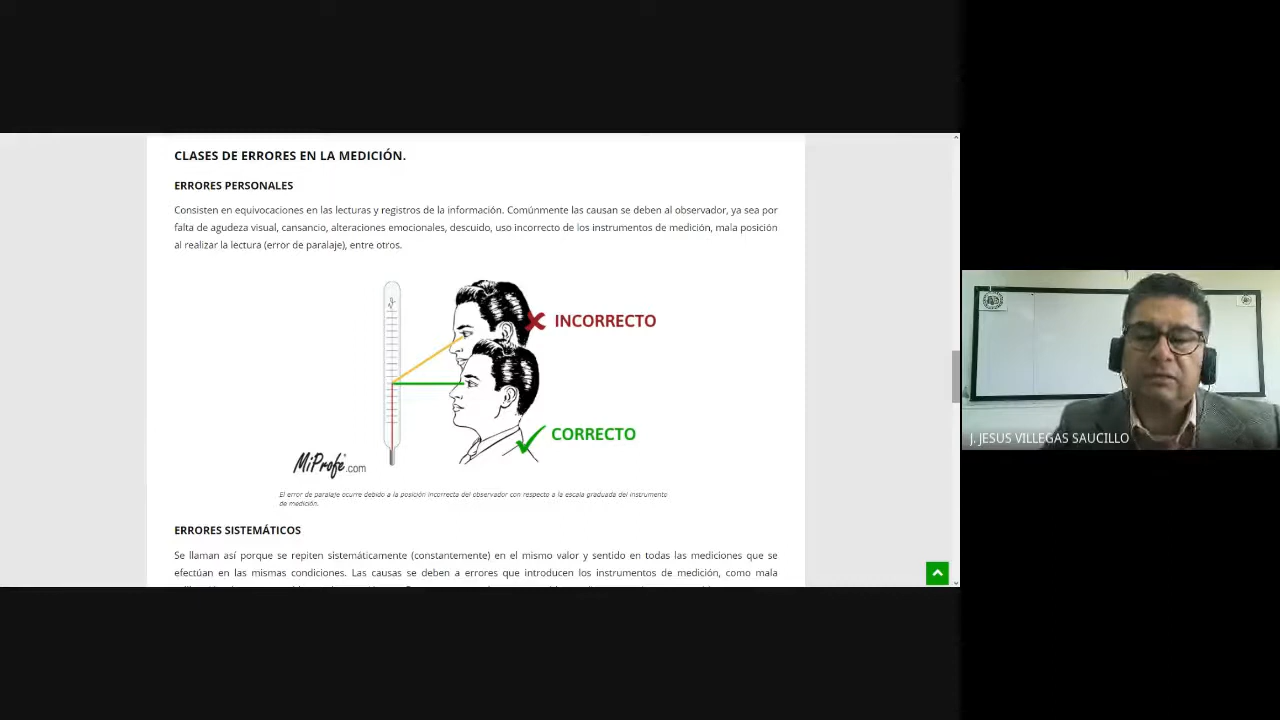 CLASES DE ERRORES EN LA MEDICIÓN.
ERRORES PERSONALES
Consisten en equivocaciones en las lecturas y registros de la información. Comúnmente las causan se deben al observador, ya sea por
falta de agudeza visual, cansancio, alteraciones emocionales, descuido, uso incorrecto de los instrumentos de medición, mala posición
al realizar la lectura (error de paralaje), entre otros.
INCORRECTO
CORRECTO
MiProfe.com
El error de paralaje ocurre debido a la posición incorrecta del observador con respecto a la escala graduada del instrumento
de medición.
ERRORES SISTEMÁTICOS
Se llaman así porque se repiten sistemáticamente (constantemente) en el mismo valor y sentido en todas las mediciones que se
efectúan en las mismas condiciones. Las causas se deben a errores que introducen los instrumentos de medición, como mala
J. JESUS VILLEGAS SAUCILLO